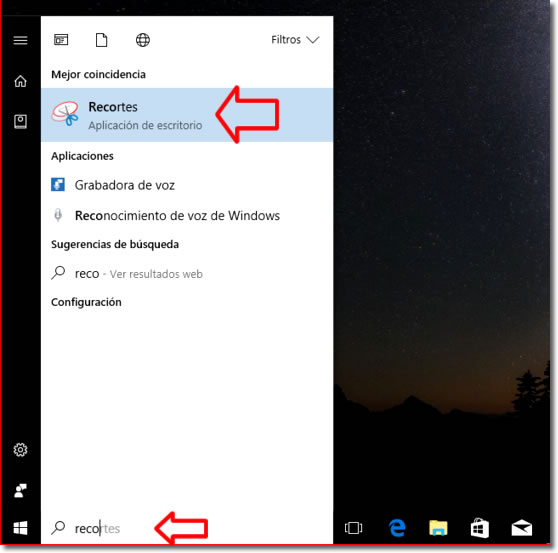 Filtros
Mejor coincidencia
Recortes
Aplicación de escritorio
Aplicaciones
Grabadora de voz
Reconocimiento de voz de Windows
Sugerencias de búsqueda
reco - Ver resultados web
Configuración
recortes